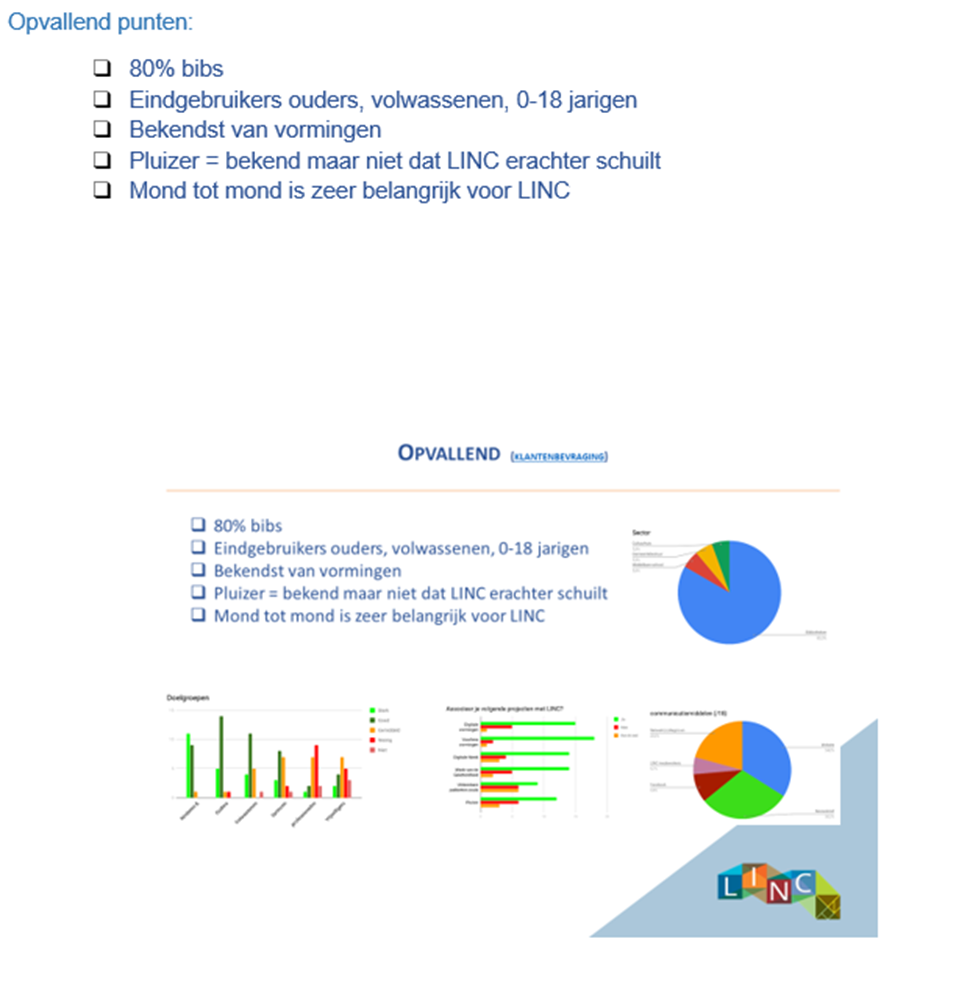 Opvallend punten:
❑ 80% bibs
❑ Eindgebruikers ouders, volwassenen, 0-18 jarigen
❑ Bekendst van vormingen
❑ Pluizer = bekend maar niet dat LINC erachter schuilt
❑ Mond tot mond is zeer belangrijk voor LINC
OPVALLEND (KLANTENBEVRAGING)
❑ 80% bibs
❑ Eindgebruikers ouders, volwassenen, 0-18 jarigen
❑ Bekendst van vormingen
❑ Pluizer = bekend maar niet dat LINC erachter schuilt
❑ Mond tot mond is zeer belangrijk voor LINC
Sector
Doelgroepen
Associeer je volgende projecten met LINC?
communicatiemiddelen (/19)
LINC